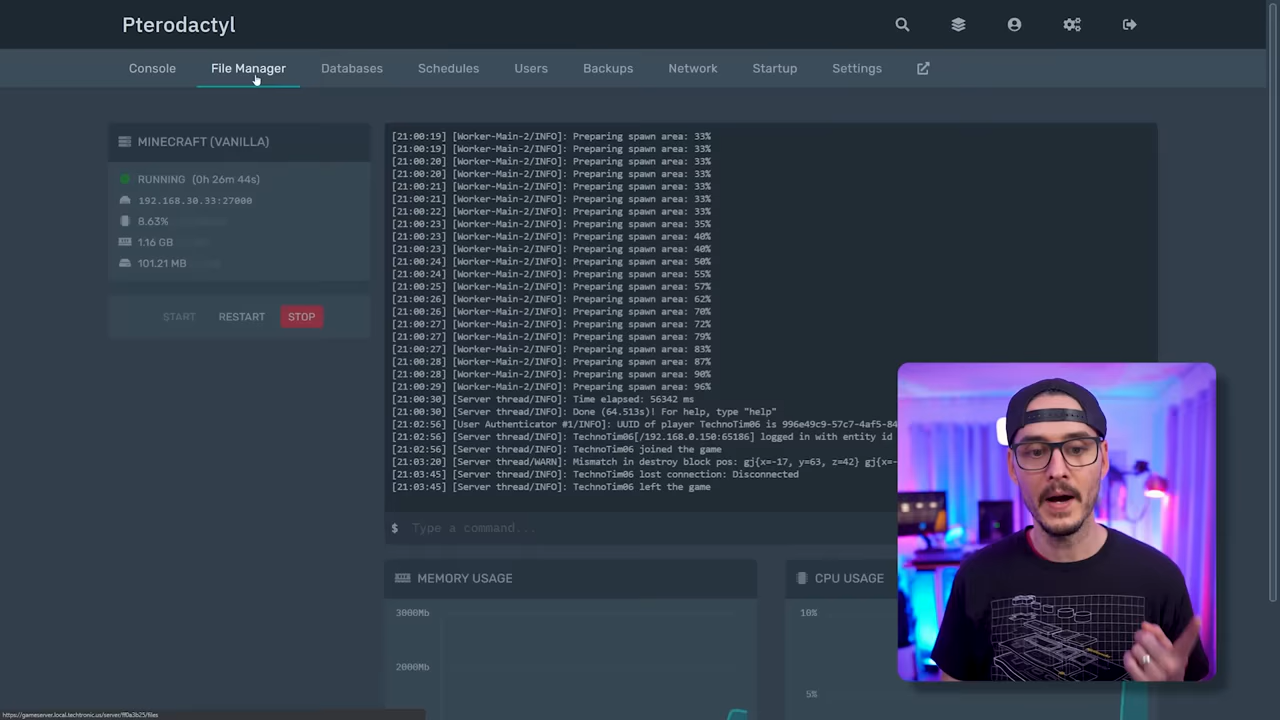 Pterodactyl
Console File Manager Databases Schedules Users Backups Network Startup Settings
MINECRAFT (VANILLA)
RUNNING (0h 26m 44s)
192.168.30.33:27000
8.63%
1.16 GB
101.21 MB
START RESTART STOP
[21:00:19] [Worker-Main-2/INFO]: Preparing spawn area: 33%
[21:00:19] [Worker-Main-2/INFO]: Preparing spawn area: 33%
[21:00:20] [Worker-Main-2/INFO]: Preparing spawn area: 33%
[21:00:20] [Worker-Main-2/INFO]: Preparing spawn area: 33%
[21:00:21] [Worker-Main-2/INFO]: Preparing spawn area: 33%
[21:00:21] [Worker-Main-2/INFO]: Preparing spawn area: 33%
[21:00:22] [Worker-Main-2/INFO]: Preparing spawn area: 33%
[21:00:23] [Worker-Main-2/INFO]: Preparing spawn area: 35%
[21:00:23] [Worker-Main-2/INFO]: Preparing spawn area: 40%
[21:00:23] [Worker-Main-2/INFO]: Preparing spawn area: 40%
[21:00:24] [Worker-Main-2/INFO]: Preparing spawn area: 50%
[21:00:24] [Worker-Main-2/INFO]: Preparing spawn area: 55%
[21:00:25] [Worker-Main-2/INFO]: Preparing spawn area: 57%
[21:00:26] [Worker-Main-2/INFO]: Preparing spawn area: 62%
[21:00:26] [Worker-Main-2/INFO]: Preparing spawn area: 70%
[21:00:27] [Worker-Main-2/INFO]: Preparing spawn area: 72%
[21:00:27] [Worker-Main-2/INFO]: Preparing spawn area: 79%
[21:00:27] [Worker-Main-2/INFO]: Preparing spawn area: 83%
[21:00:28] [Worker-Main-2/INFO]: Preparing spawn area: 87%
[21:00:28] [Worker-Main-2/INFO]: Preparing spawn area: 90%
[21:00:29] [Worker-Main-2/INFO]: Preparing spawn area: 96%
[21:00:30] [Server thread/INFO]: Time elapsed: 56342 ms
[21:00:30] [Server thread/INFO]: Done (64.513s)! For help, type "help"
[21:02:56] [User Authenticator #1/INFO]: UUID of player TechnoTim06 is 996e49c9-57c7-4af5-84
[21:02:56] [Server thread/INFO]: TechnoTim06[/192.168.0.150:65186] logged in with entity id
[21:02:56] [Server thread/INFO]: TechnoTim06 joined the game
[21:03:20] [Server thread/WARN]: Mismatch in destroy block pos: gj{x=-17, y=63, z=42} gj{x=-
[21:03:45] [Server thread/INFO]: TechnoTim06 lost connection: Disconnected
[21:03:45] [Server thread/INFO]: TechnoTim06 left the game
$ Type a command...
MEMORY USAGE
3000Mb
2000Mb
CPU USAGE
10%
5%
https://gameserver.local.techtronic.us/server/ff0a3b25/files